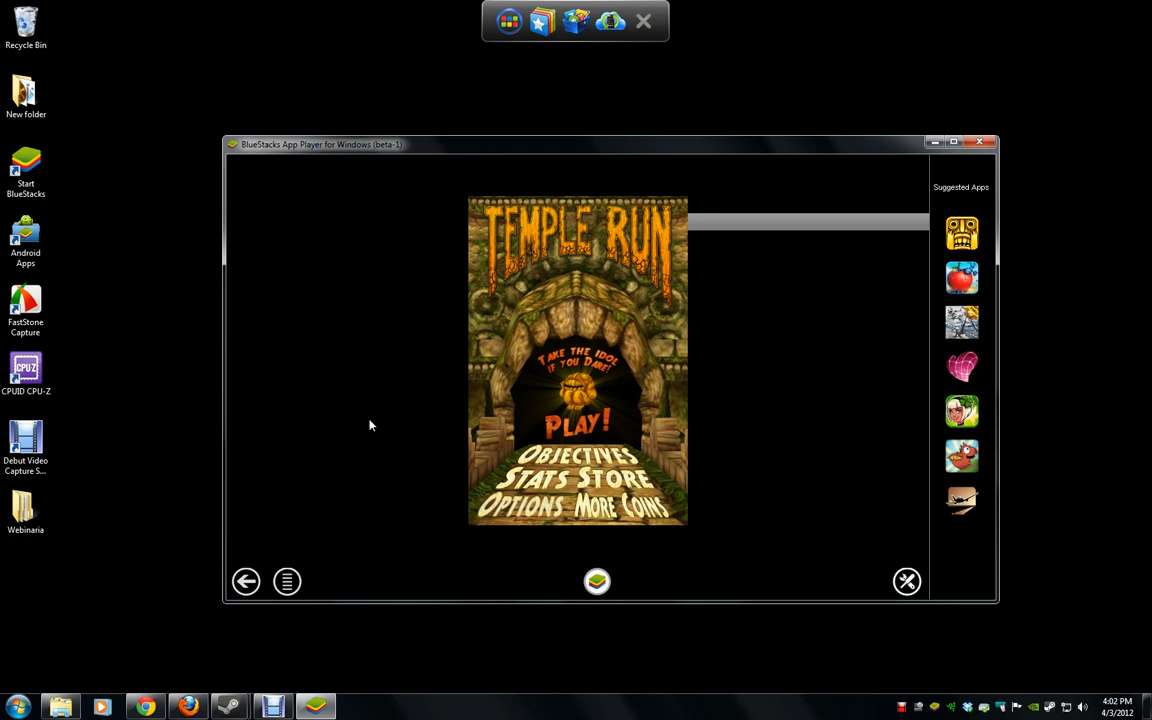 Recycle Bin
New folder
Start
BlueStacks
Android
Apps
FastStone
Capture
CPU-Z
CPUID CPU-Z
Debut Video
Capture S...
Webinaria
BlueStacks App Player for Windows (beta-1)
Suggested Apps
TEMPLE RUN
TAKE THE IDOL
IF YOU DARE!
PLAY!
OBJECTIVES
STATS STORE
OPTIONS MORE COINS
4:02 PM
4/3/2012